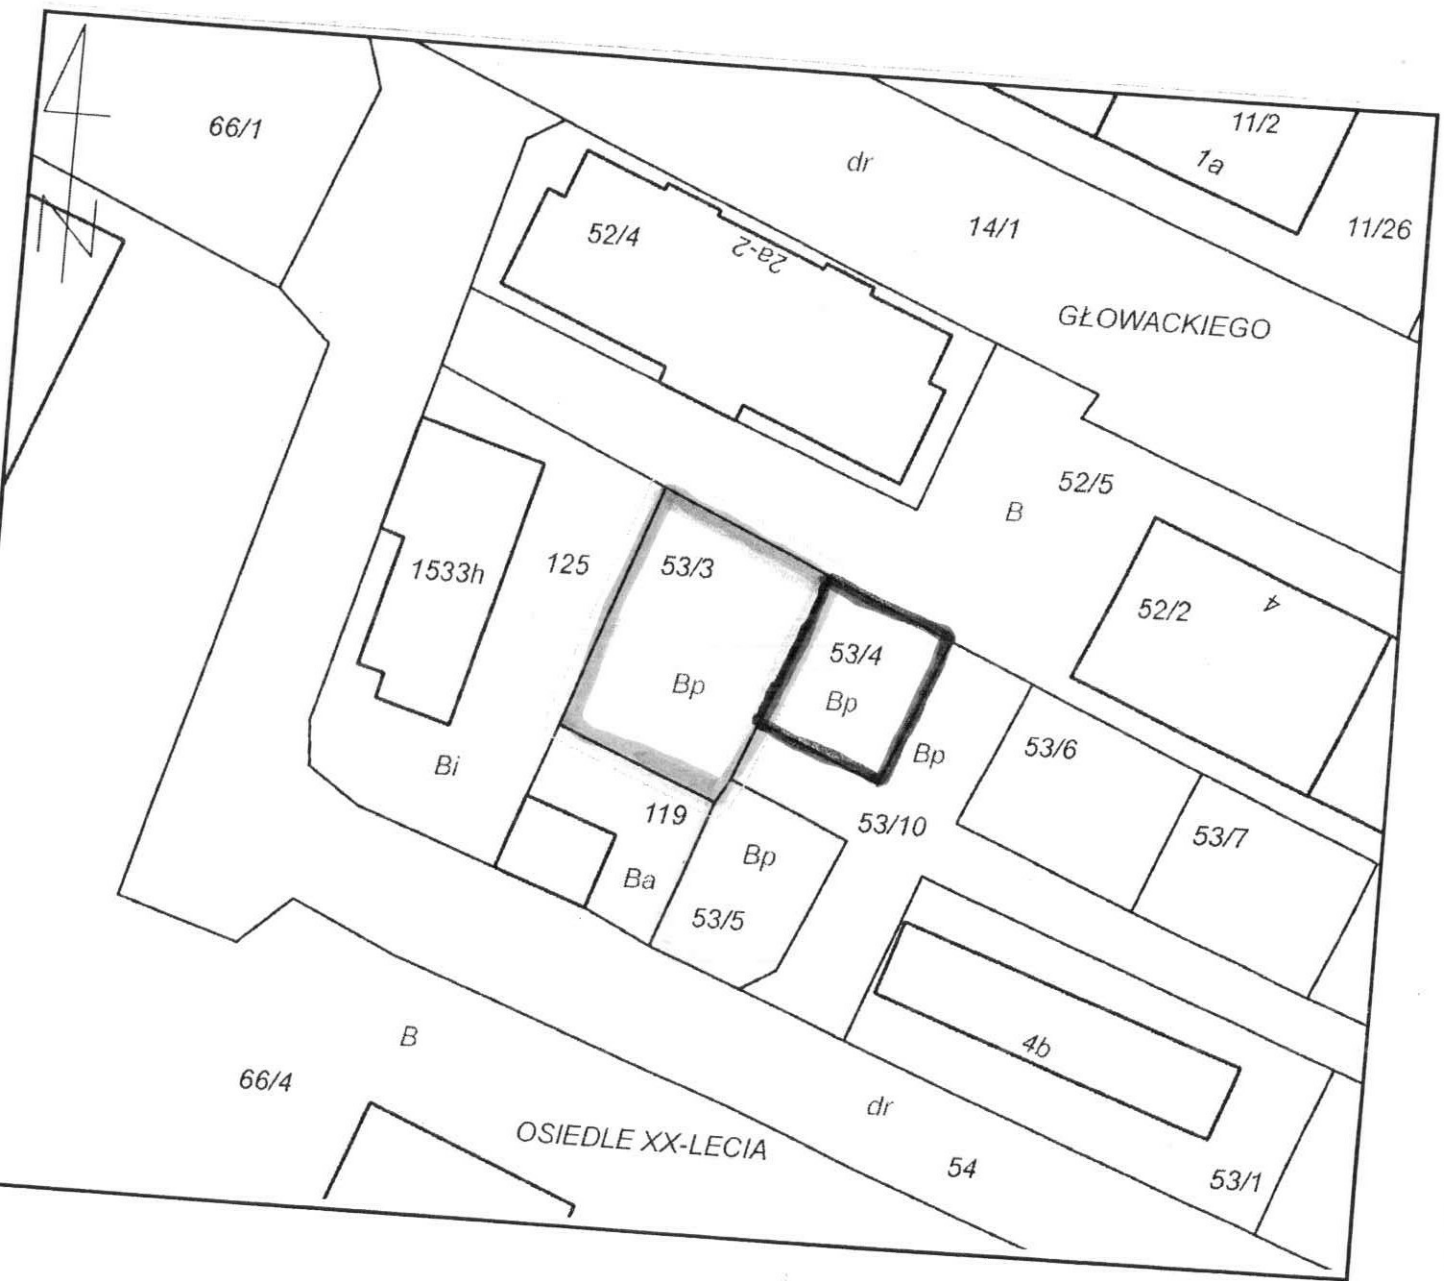 N
66/1
11/2
1a
dr
14/1
11/26
52/4
2a-2
GŁOWACKIEGO
52/5
B
1533h
125
53/3
52/2
4
53/4
Bp
Bp
Bi
Bp
53/6
119
53/10
53/7
Bp
Ba
53/5
B
4b
66/4
dr
OSIEDLE XX-LECIA
54
53/1